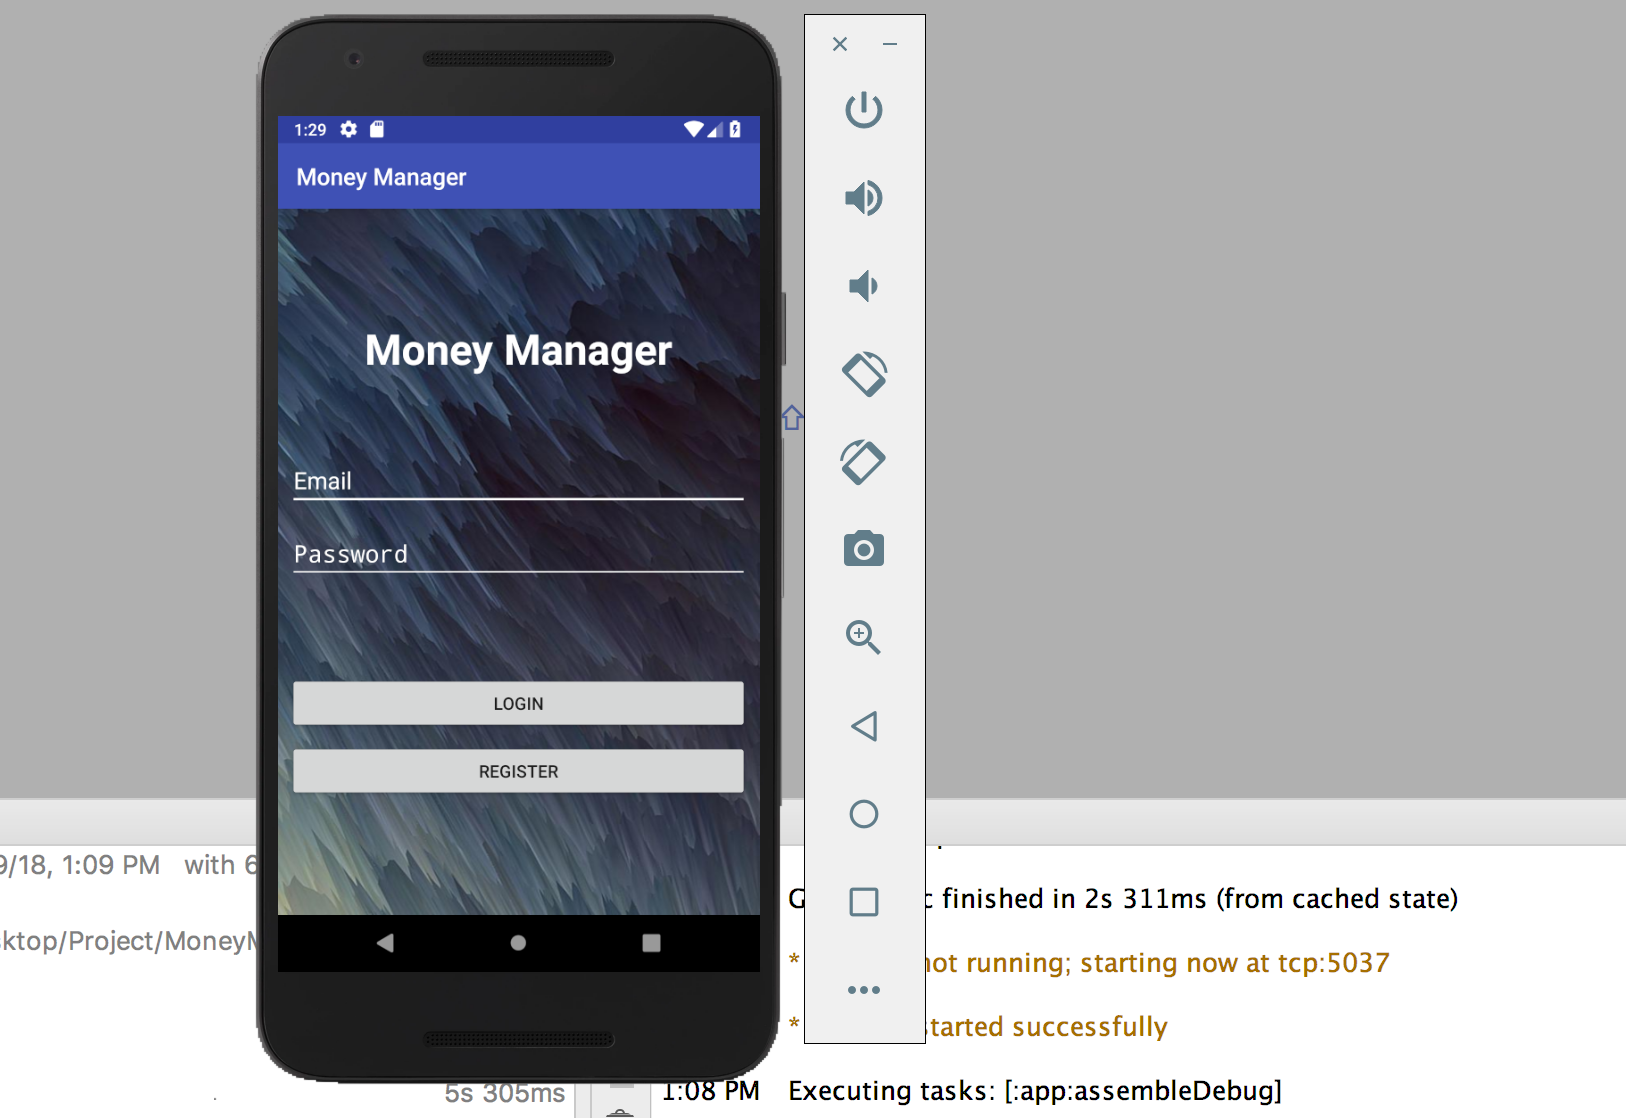 1:29
Money Manager
Money Manager
Email
Password
LOGIN
REGISTER
9/18, 1:09 PM with 6
finished in 2s 311ms (from cached state)
ktop/Project/MoneyM
* not running; starting now at tcp:5037
* started successfully
5s 305ms
1:08 PM Executing tasks: [:app:assembleDebug]